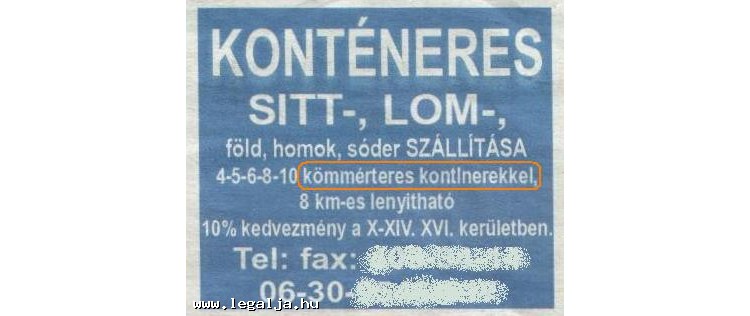 KONTÉNERES
SITT-, LOM-,
föld, homok, sóder SZÁLLÍTÁSA
4-5-6-8-10 kömmérteres kontinerekkel,
8 km-es lenyitható
10% kedvezmény a X-XIV. XVI. kerületben.
Tel: fax:
06-30-
www.legalja.hu